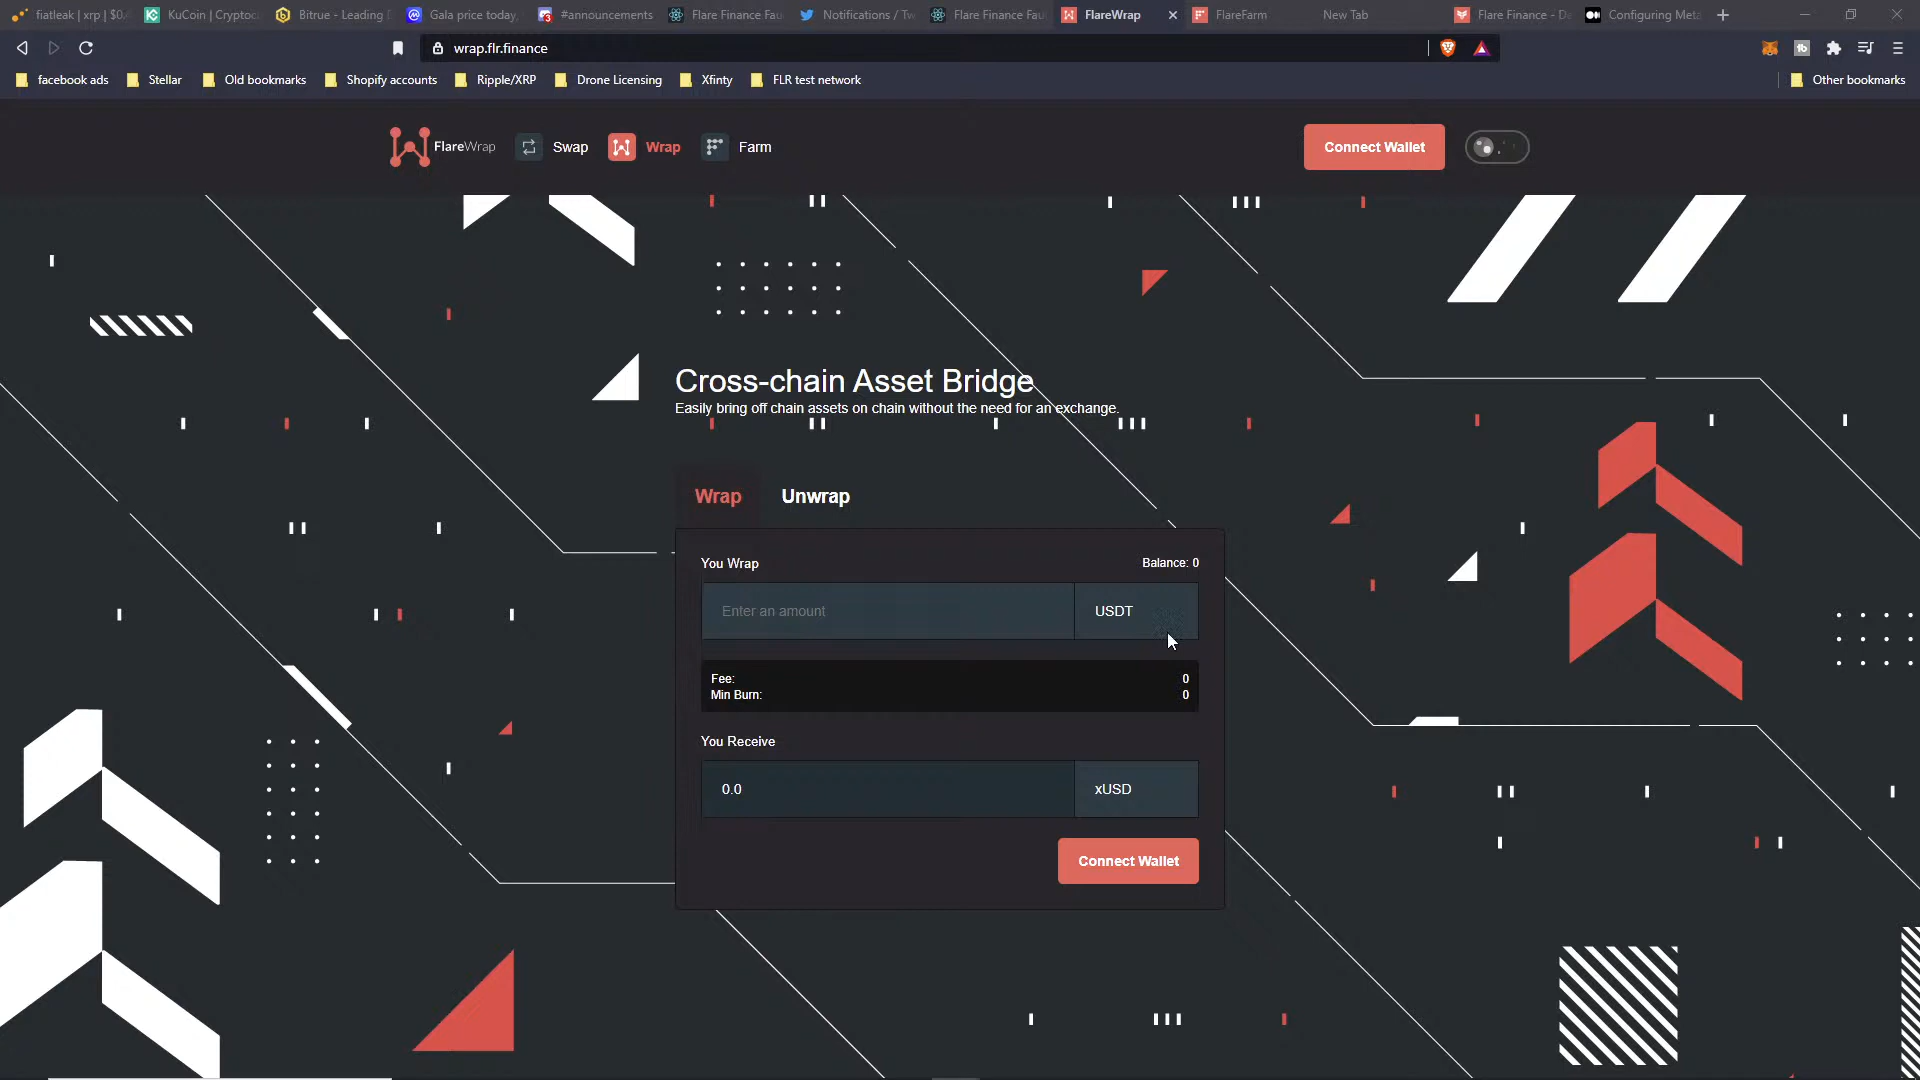 fiatleak | xrp | $0.
KuCoin | Cryptoc
Bitrue - Leading
Gala price today,
#announcements
Flare Finance Fau
Notifications / Tw
Flare Finance Fau
FlareWrap
FlareFarm
New Tab
Flare Finance - D
Configuring Meta
wrap.flr.finance
facebook ads
Stellar
Old bookmarks
Shopify accounts
Ripple/XRP
Drone Licensing
Xfinty
FLR test network
Other bookmarks
FlareWrap
Swap
Wrap
Farm
Connect Wallet
Cross-chain Asset Bridge
Easily bring off chain assets on chain without the need for an exchange.
Wrap
Unwrap
You Wrap
Balance: 0
Enter an amount
USDT
Fee: 0
Min Burn: 0
You Receive
0.0
xUSD
Connect Wallet